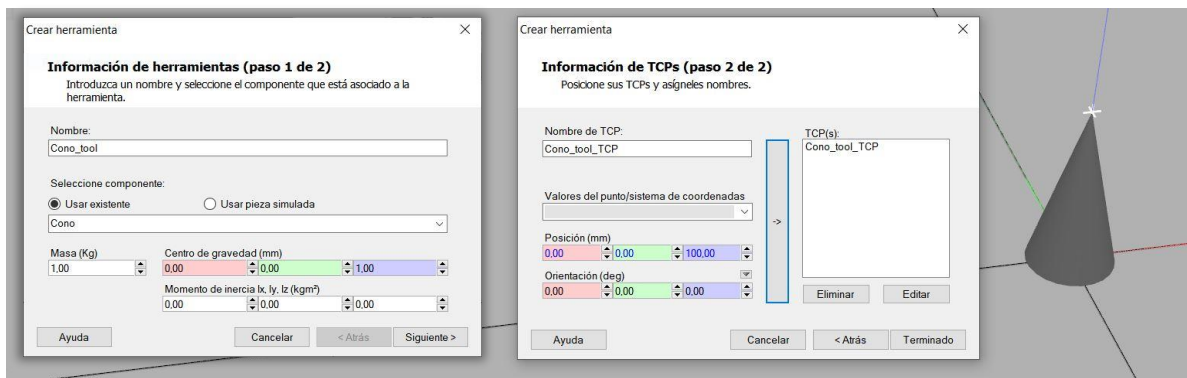 Crear herramienta
Información de herramientas (paso 1 de 2)
Introduzca un nombre y seleccione el componente que está asociado a la
herramienta.
Nombre:
Cono_tool
Seleccione componente:
Usar existente
Usar pieza simulada
Cono
Masa (Kg)
Centro de gravedad (mm)
1,00
0,00
0,00
1,00
Momento de inercia Ix, Iy, Iz (kgm²)
0,00
0,00
0,00
Ayuda
Cancelar
< Atrás
Siguiente >
Crear herramienta
Información de TCPs (paso 2 de 2)
Posicione sus TCPs y asígneles nombres.
Nombre de TCP:
Cono_tool_TCP
Valores del punto/sistema de coordenadas
Posición (mm)
0,00
0,00
100,00
Orientación (deg)
0,00
0,00
0,00
->
TCP(s):
Cono_tool_TCP
Eliminar
Editar
Ayuda
Cancelar
< Atrás
Terminado